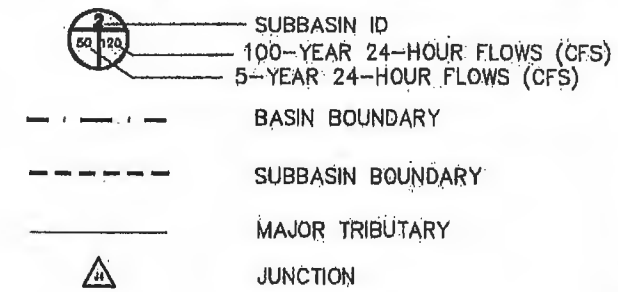 2 SUBBASIN ID
50 120 100-YEAR 24-HOUR FLOWS (CFS)
5-YEAR 24-HOUR FLOWS (CFS)
BASIN BOUNDARY
SUBBASIN BOUNDARY
MAJOR TRIBUTARY
JUNCTION